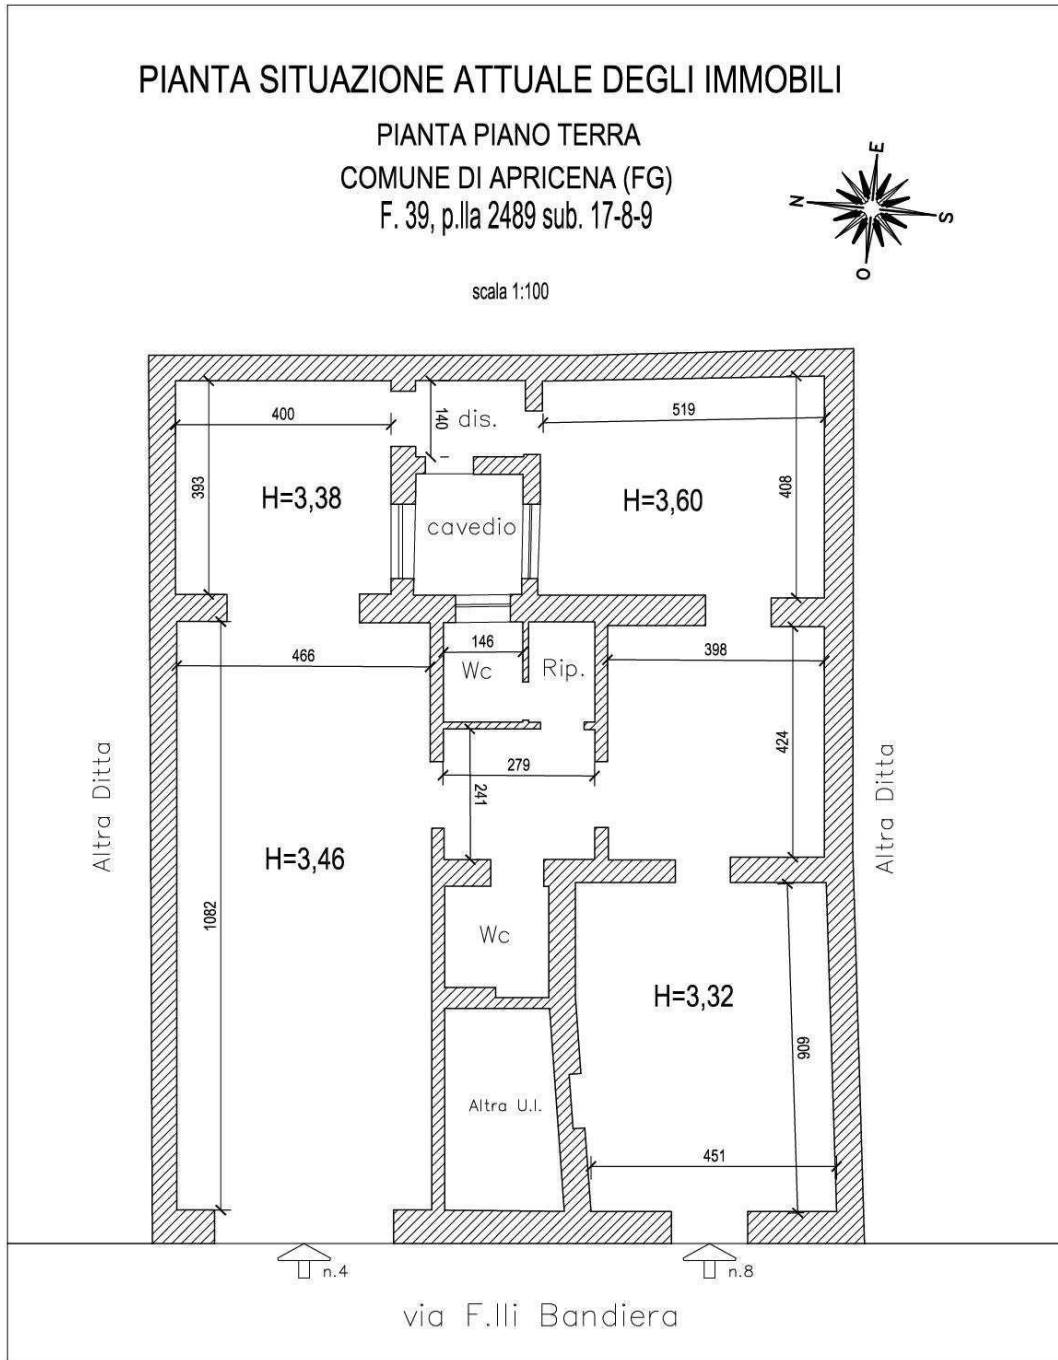 PIANTA SITUAZIONE ATTUALE DEGLI IMMOBILI
PIANTA PIANO TERRA
COMUNE DI APRICENA (FG)
F. 39, p.lla 2489 sub. 17-8-9
scala 1:100
N
E
S
O
400
140
dis.
519
393
H=3,38
cavedio
H=3,60
408
466
146
Wc
Rip.
398
Altra Ditta
279
241
424
Altra Ditta
H=3,46
1082
Wc
H=3,32
606
Altra U.I.
451
n.4
n.8
via F.lli Bandiera